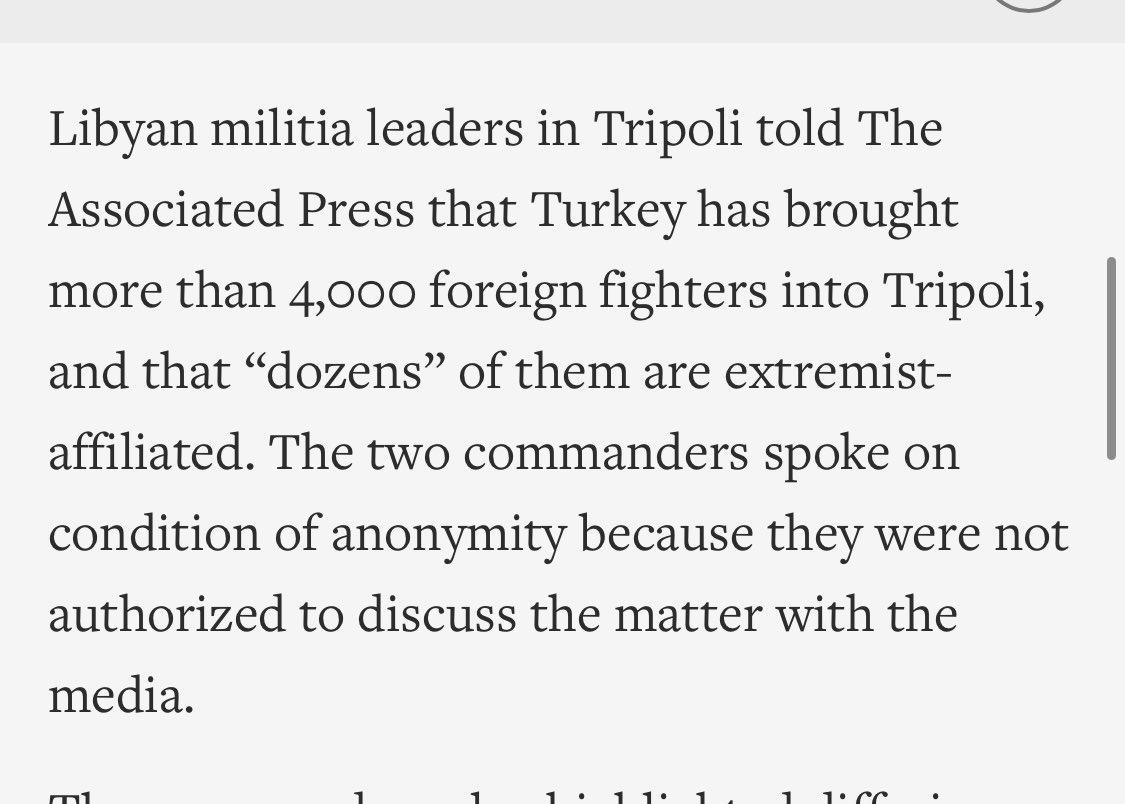 Libyan militia leaders in Tripoli told The
Associated Press that Turkey has brought
more than 4,000 foreign fighters into Tripoli,
and that “dozens” of them are extremist-
affiliated. The two commanders spoke on
condition of anonymity because they were not
authorized to discuss the matter with the
media.